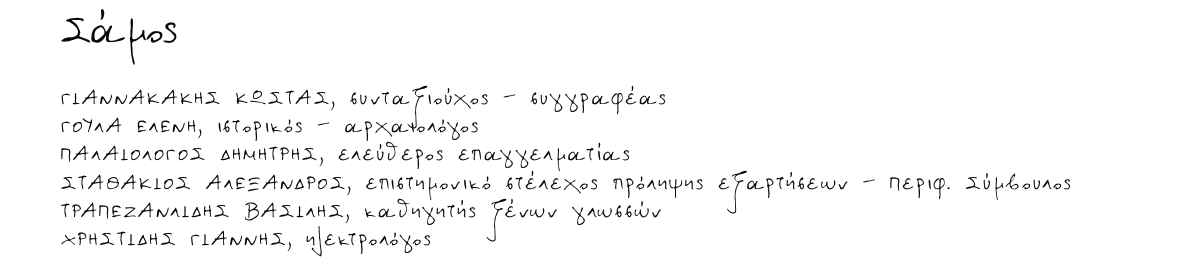 Σάμος
ΓΙΑΝΝΑΚΑΚΗΣ ΚΩΣΤΑΣ, συνταξιούχος – συγγραφέας
ΓΟΥΛΑ ΕΛΕΝΗ, ιστορικός – αρχαιολόγος
ΠΑΛΑΙΟΛΟΓΟΣ ΔΗΜΗΤΡΗΣ, ελεύθερος επαγγελματίας
ΣΤΑΘΑΚΙΟΣ ΑΛΕΞΑΝΔΡΟΣ, επιστημονικό στέλεχος πρόληψης εξαρτήσεων – περιφ. Σύμβουλος
ΤΡΑΠΕΖΑΝΛΙΔΗΣ ΒΑΣΙΛΗΣ, καθηγητής ξένων γλωσσών
ΧΡΗΣΤΙΔΗΣ ΓΙΑΝΝΗΣ, ηλεκτρολόγος